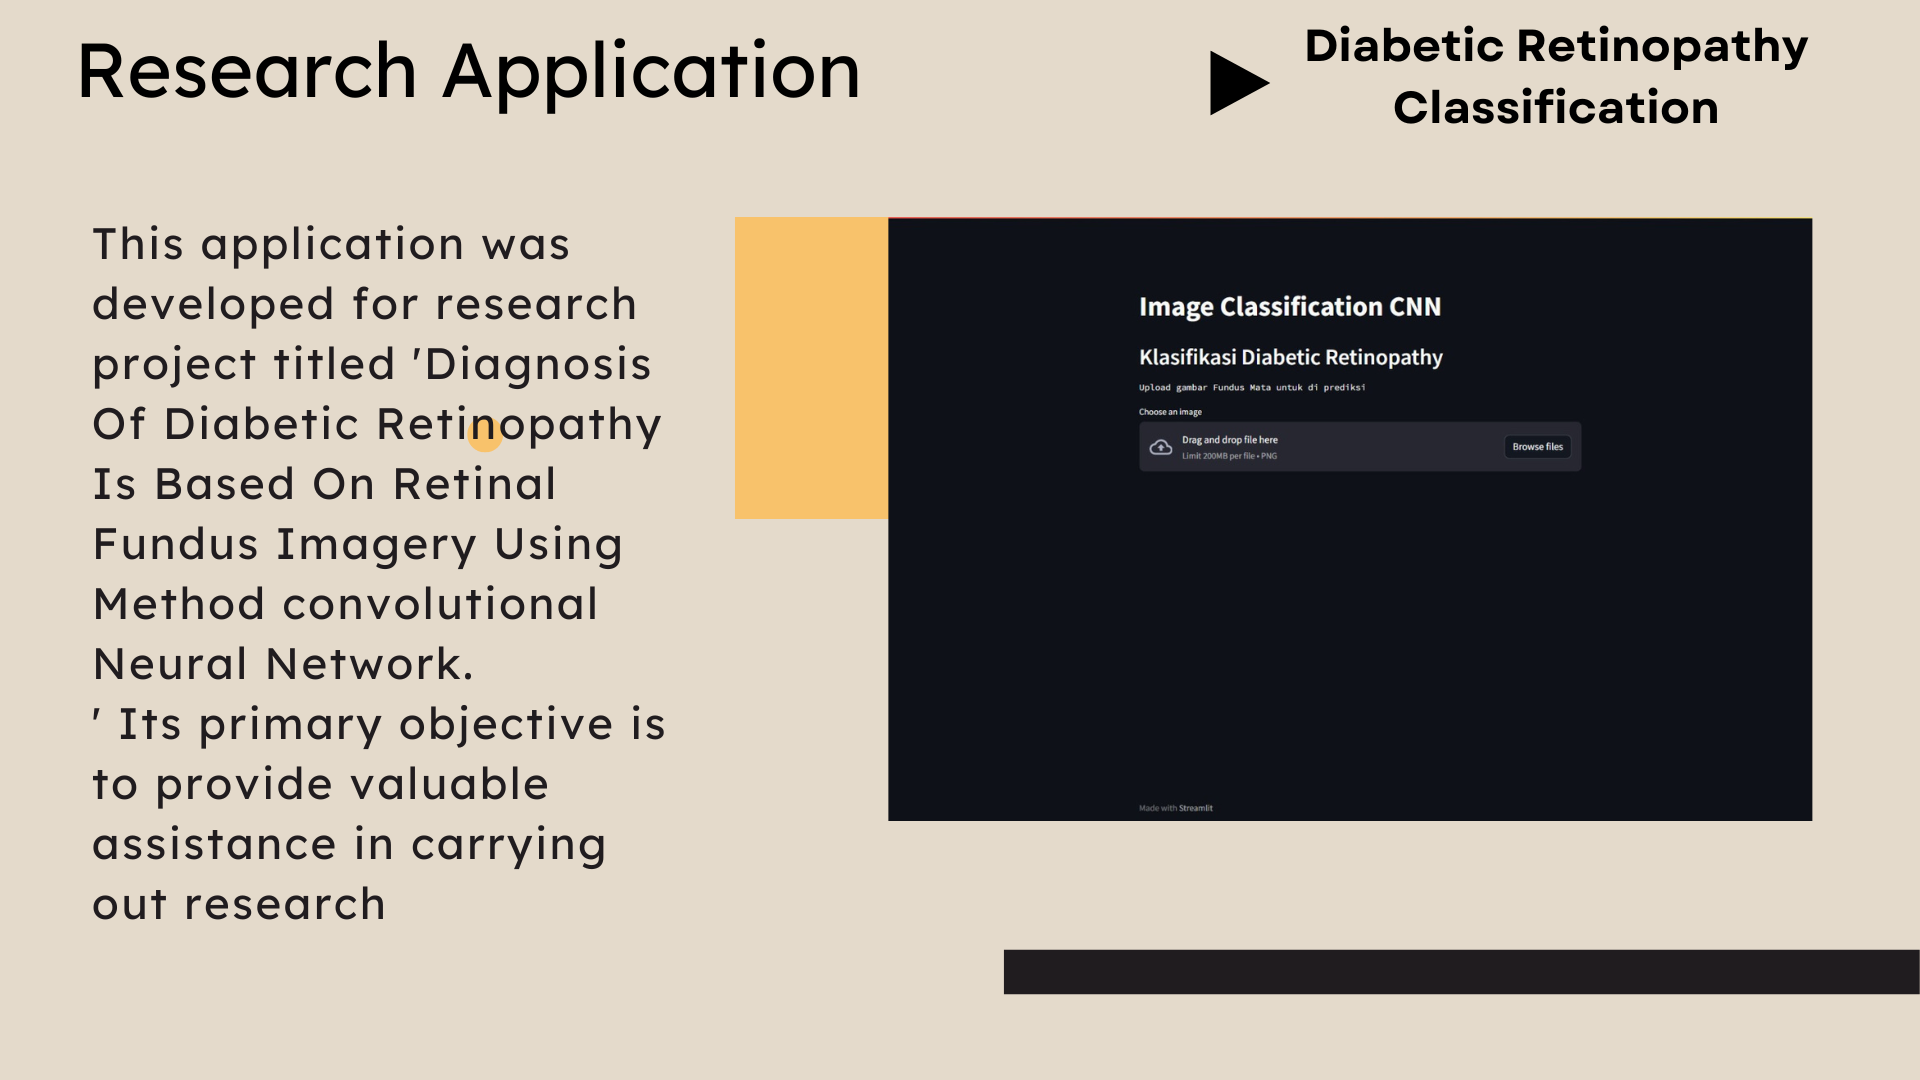 Research Application
Diabetic Retinopathy
Classification
This application was
developed for research
project titled 'Diagnosis
Of Diabetic Retinopathy
Is Based On Retinal
Fundus Imagery Using
Method convolutional
Neural Network.
' Its primary objective is
to provide valuable
assistance in carrying
out research
Image Classification CNN
Klasifikasi Diabetic Retinopathy
Upload gambar Fundus Mata untuk di prediksi
Choose an image
Drag and drop file here
Limit 200MB per file • PNG
Browse files
Made with Streamlit